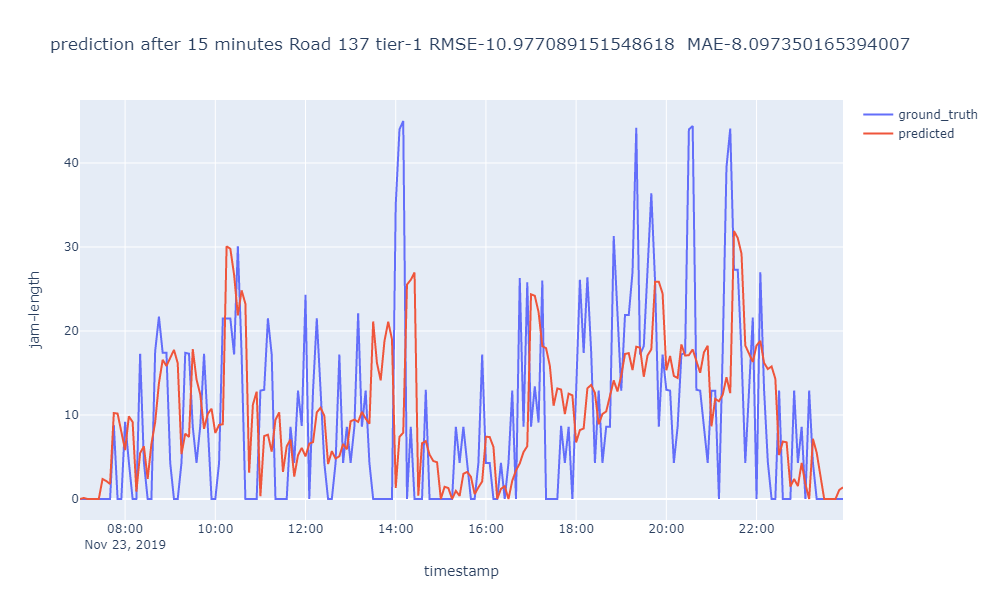 prediction after 15 minutes Road 137 tier-1 RMSE-10.977089151548618  MAE-8.097350165394007
ground_truth
predicted
40
30
20
10
0
jam-length
08:00 10:00 12:00 14:00 16:00 18:00 20:00 22:00
Nov 23, 2019
timestamp